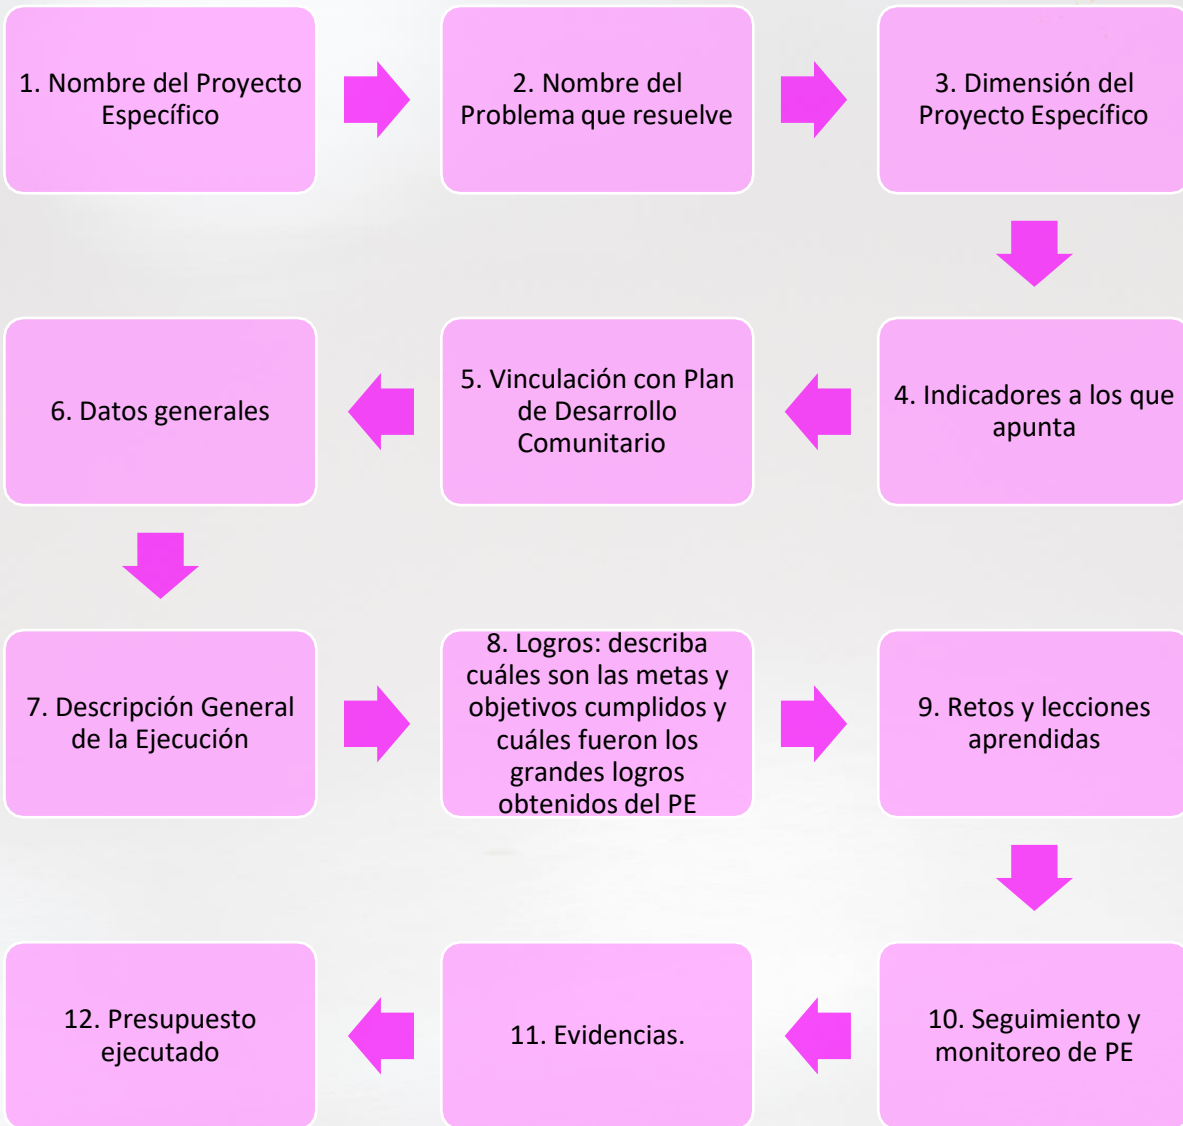 1. Nombre del Proyecto
Específico
2. Nombre del
Problema que resuelve
3. Dimensión del
Proyecto Específico
4. Indicadores a los que
apunta
5. Vinculación con Plan
de Desarrollo
Comunitario
6. Datos generales
7. Descripción General
de la Ejecución
8. Logros: describa
cuáles son las metas y
objetivos cumplidos y
cuáles fueron los
grandes logros
obtenidos del PE
9. Retos y lecciones
aprendidas
10. Seguimiento y
monitoreo de PE
11. Evidencias.
12. Presupuesto
ejecutado